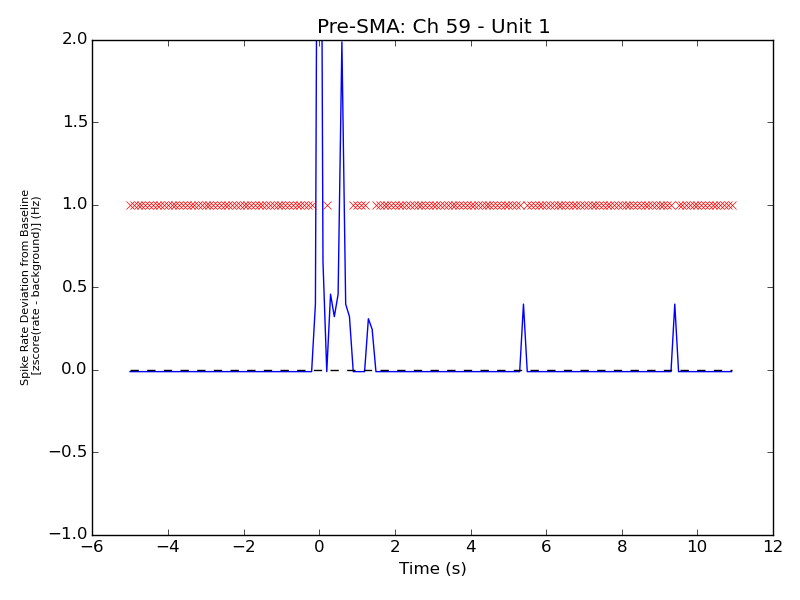 Pre-SMA: Ch 59 - Unit 1
2.0
1.5
1.0
0.5
0.0
−0.5
−1.0
Spike Rate Deviation from Baseline
[zscore(rate - background)] (Hz)
−6 −4 −2 0 2 4 6 8 10 12
Time (s)